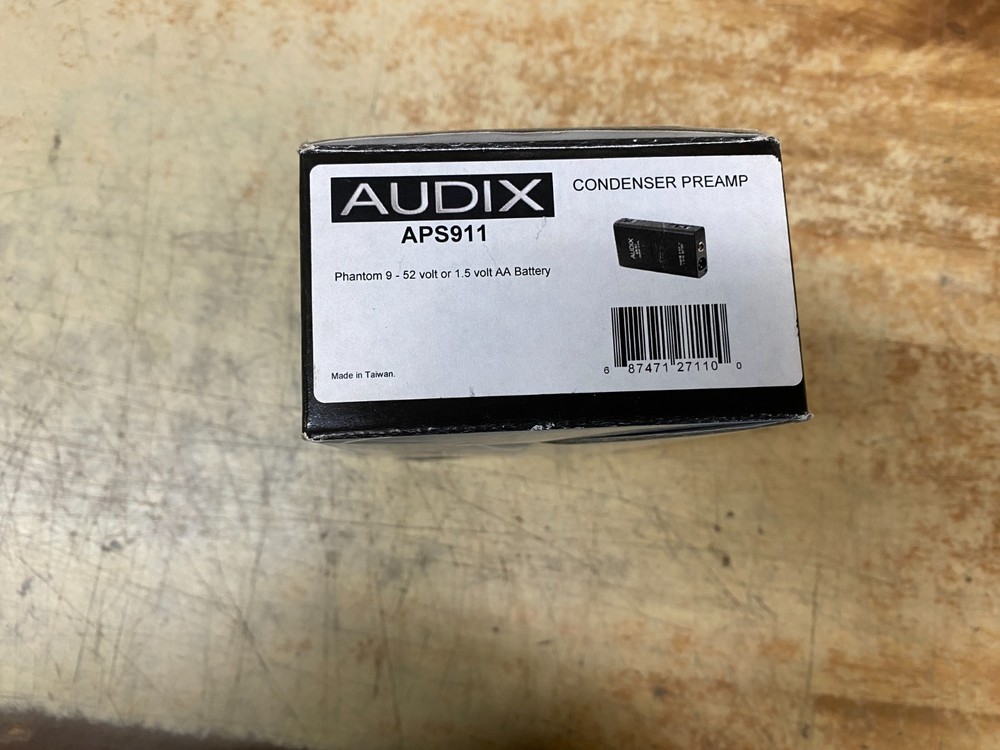 AUDIX
CONDENSER PREAMP
APS911
Phantom 9 - 52 volt or 1.5 volt AA Battery
AUDIX
Made in Taiwan.
6 87471 27110 0